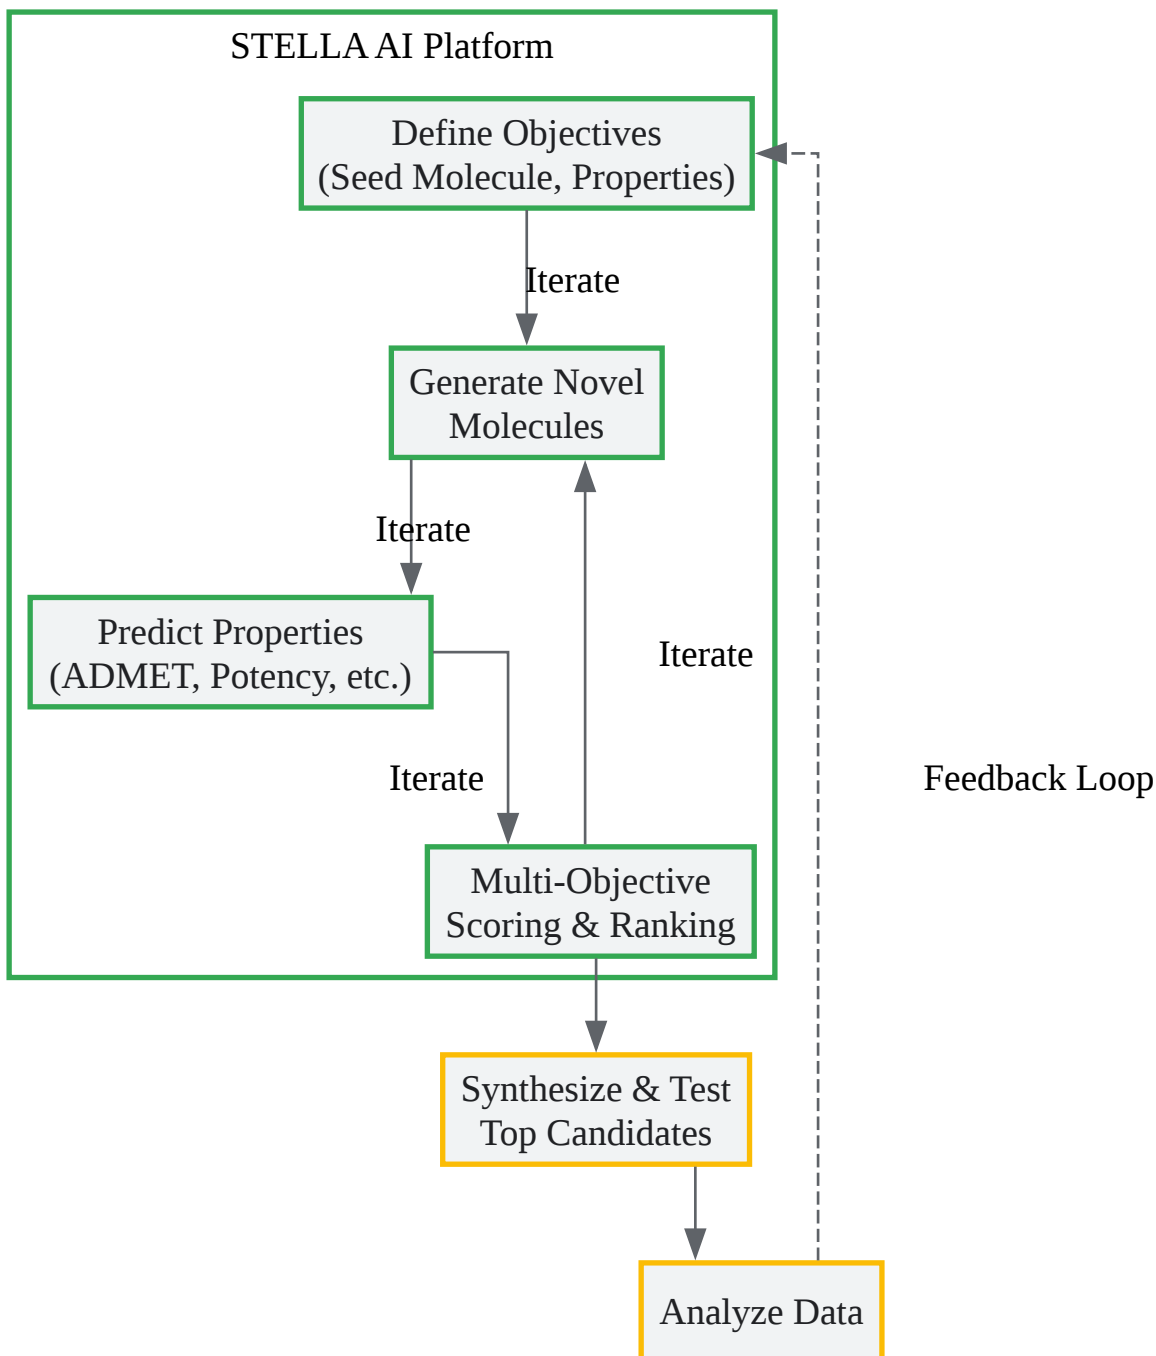 STELLA AI Platform
Define Objectives
(Seed Molecule, Properties)
Iterate
Generate Novel
Molecules
Iterate
Predict Properties
(ADMET, Potency, etc.)
Iterate
Iterate
Feedback Loop
Multi-Objective
Scoring & Ranking
Synthesize & Test
Top Candidates
Analyze Data